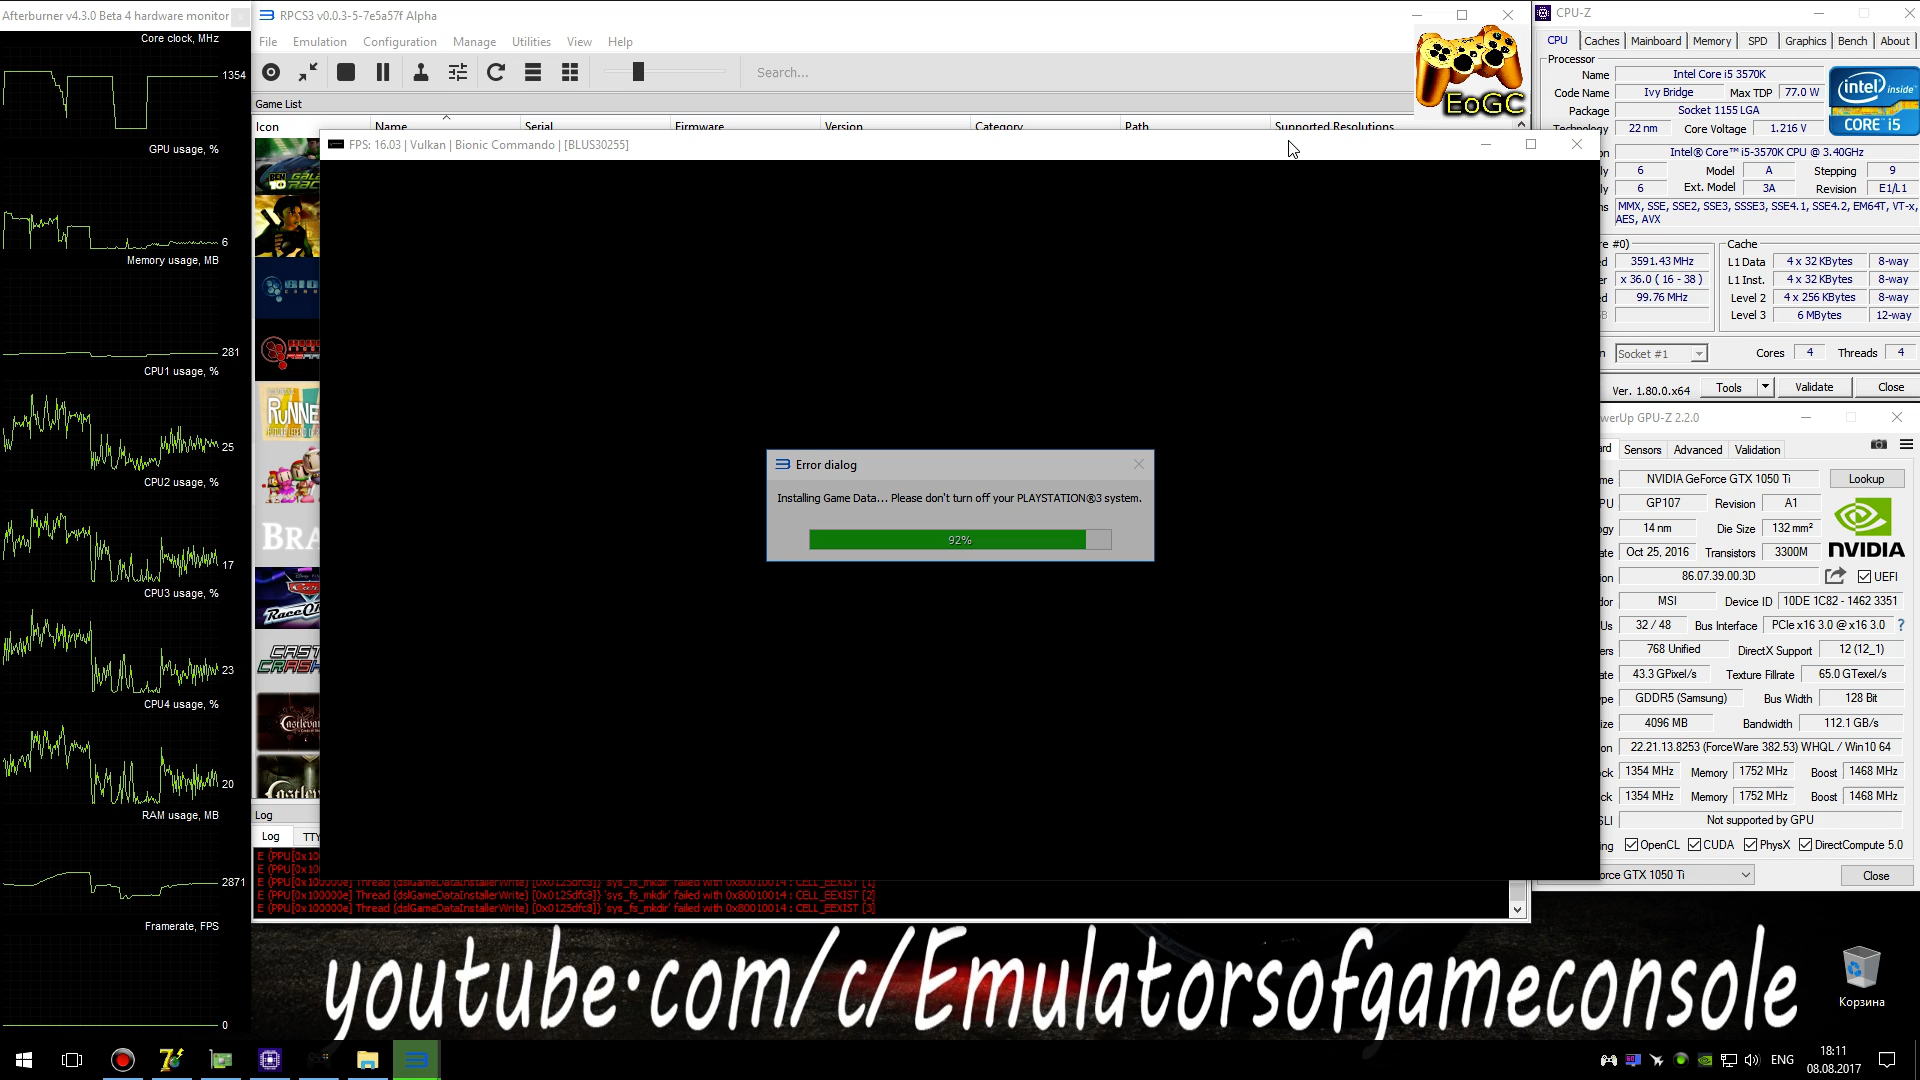 Afterburner v4.3.0 Beta 4 hardware monitor
Core clock, MHz
1354
GPU usage, %
6
Memory usage, MB
281
CPU1 usage, %
25
CPU2 usage, %
17
CPU3 usage, %
23
CPU4 usage, %
20
RAM usage, MB
2871
Framerate, FPS
0
RPCS3 v0.0.3-5-7e5a57f Alpha
File Emulation Configuration Manage Utilities View Help
Search...
EoGC
Game List
Icon Name Serial Firmware Version Category Path Supported Resolutions
FPS: 16.03 | Vulkan | Bionic Commando | [BLUS30255]
Error dialog
Installing Game Data... Please don't turn off your PLAYSTATION®3 system.
92%
Log
Log TTY
E {PPU[0x10
E {PPU[0x10
E {PPU[0x100000e] Thread (dslGameDataInstallerWrite) [0x0125dfc8]} 'sys_fs_mkdir' failed with 0x80010014 : CELL_EEXIST [1]
E {PPU[0x100000e] Thread (dslGameDataInstallerWrite) [0x0125dfc8]} 'sys_fs_mkdir' failed with 0x80010014 : CELL_EEXIST [2]
E {PPU[0x100000e] Thread (dslGameDataInstallerWrite) [0x0125dfc8]} 'sys_fs_mkdir' failed with 0x80010014 : CELL_EEXIST [3]
CPU-Z
CPU Caches Mainboard Memory SPD Graphics Bench About
Processor
Name Intel Core i5 3570K
Code Name Ivy Bridge Max TDP 77.0 W
Package Socket 1155 LGA
Technology 22 nm Core Voltage 1.216 V
intel inside™
CORE i5
Intel® Core™ i5-3570K CPU @ 3.40GHz
6 Model A Stepping 9
6 Ext. Model 3A Revision E1/L1
MMX, SSE, SSE2, SSE3, SSSE3, SSE4.1, SSE4.2, EM64T, VT-x,
AES, AVX
re #0) Cache
3591.43 MHz L1 Data 4 x 32 KBytes 8-way
x 36.0 ( 16 - 38 ) L1 Inst. 4 x 32 KBytes 8-way
99.76 MHz Level 2 4 x 256 KBytes 8-way
Level 3 6 MBytes 12-way
Socket #1 Cores 4 Threads 4
Ver. 1.80.0.x64 Tools Validate Close
werUp GPU-Z 2.2.0
ard Sensors Advanced Validation
NVIDIA GeForce GTX 1050 Ti Lookup
GP107 Revision A1
14 nm Die Size 132 mm²
Oct 25, 2016 Transistors 3300M
NVIDIA
86.07.39.00.3D UEFI
MSI Device ID 10DE 1C82 - 1462 3351
32 / 48 Bus Interface PCIe x16 3.0 @ x16 3.0 ?
768 Unified DirectX Support 12 (12_1)
43.3 GPixel/s Texture Fillrate 65.0 GTexel/s
GDDR5 (Samsung) Bus Width 128 Bit
4096 MB Bandwidth 112.1 GB/s
22.21.13.8253 (ForceWare 382.53) WHQL / Win10 64
1354 MHz Memory 1752 MHz Boost 1468 MHz
1354 MHz Memory 1752 MHz Boost 1468 MHz
SLI Not supported by GPU
OpenCL CUDA PhysX DirectCompute 5.0
orce GTX 1050 Ti Close
youtube.com/c/Emulatorsofgameconsole
Корзина
ENG
18:11
08.08.2017